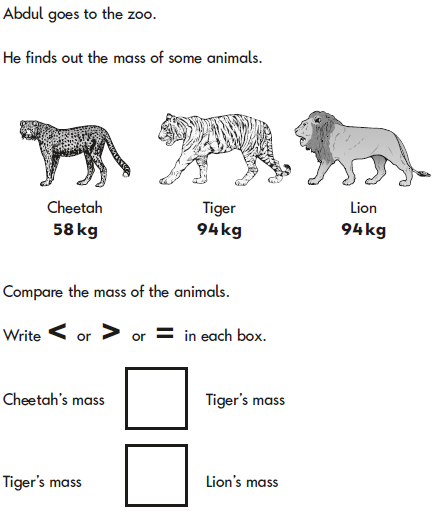 Abdul goes to the zoo.
He finds out the mass of some animals.
Cheetah Tiger Lion
58 kg 94 kg 94 kg
Compare the mass of the animals.
Write < or > or = in each box.
Cheetah's mass Tiger's mass
Tiger's mass Lion's mass